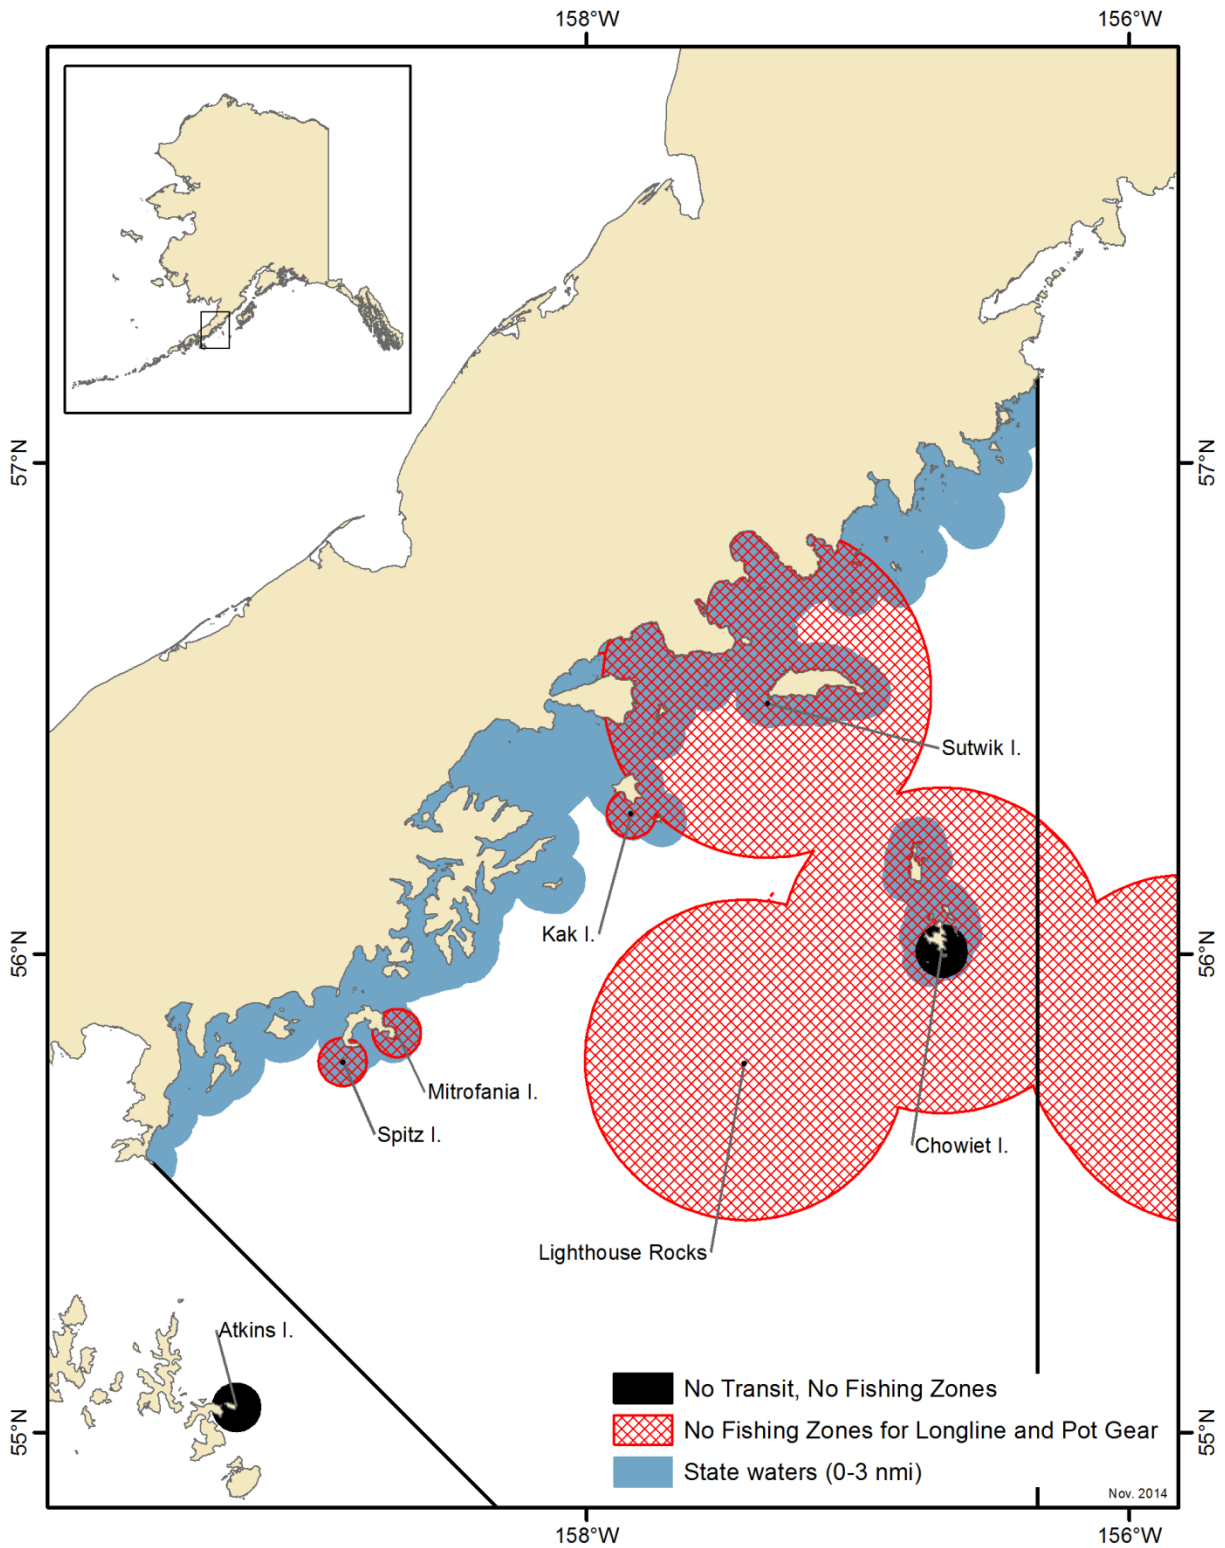 158°W
156°W
57°N
57°N
Sutwik I.
Kak I.
56°N
56°N
Mitrofania I.
Spitz I.
Chowiet I.
Lighthouse Rocks
Atkins I.
No Transit, No Fishing Zones
No Fishing Zones for Longline and Pot Gear
55°N
55°N
State waters (0-3 nmi)
Nov. 2014
158°W
156°W